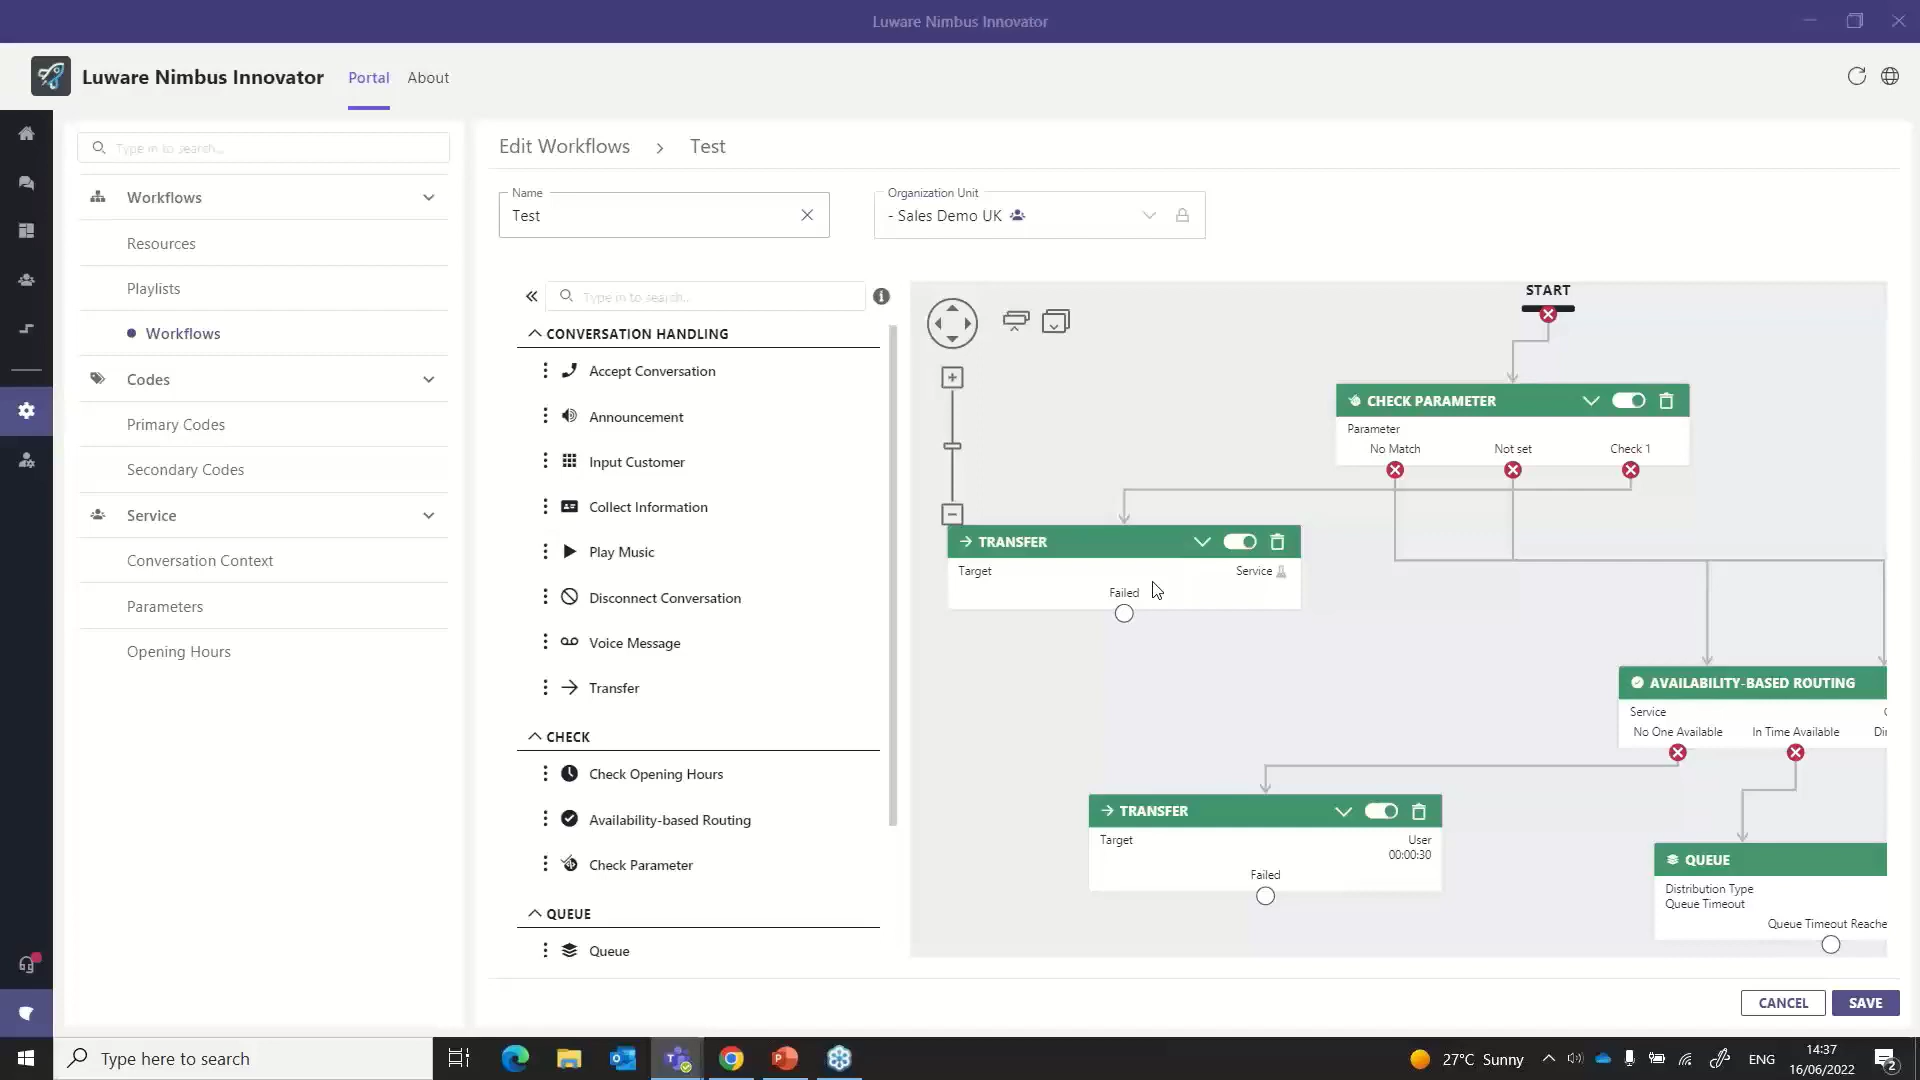 Luware Nimbus Innovator
Luware Nimbus Innovator
Portal
About
Type in to search...
Workflows
Resources
Playlists
Workflows
Codes
Primary Codes
Secondary Codes
Service
Conversation Context
Parameters
Opening Hours
Edit Workflows > Test
Name
Test
Organization Unit
- Sales Demo UK
Type in to search...
CONVERSATION HANDLING
Accept Conversation
Announcement
Input Customer
Collect Information
Play Music
Disconnect Conversation
Voice Message
Transfer
CHECK
Check Opening Hours
Availability-based Routing
Check Parameter
QUEUE
Queue
START
CHECK PARAMETER
Parameter
No Match
Not set
Check 1
TRANSFER
Target
Service
Failed
AVAILABILITY-BASED ROUTING
Service
No One Available
In Time Available
TRANSFER
Target
User
00:00:30
Failed
QUEUE
Distribution Type
Queue Timeout
Queue Timeout Reache
CANCEL
SAVE
Type here to search
27°C Sunny
ENG
14:37
16/06/2022
2